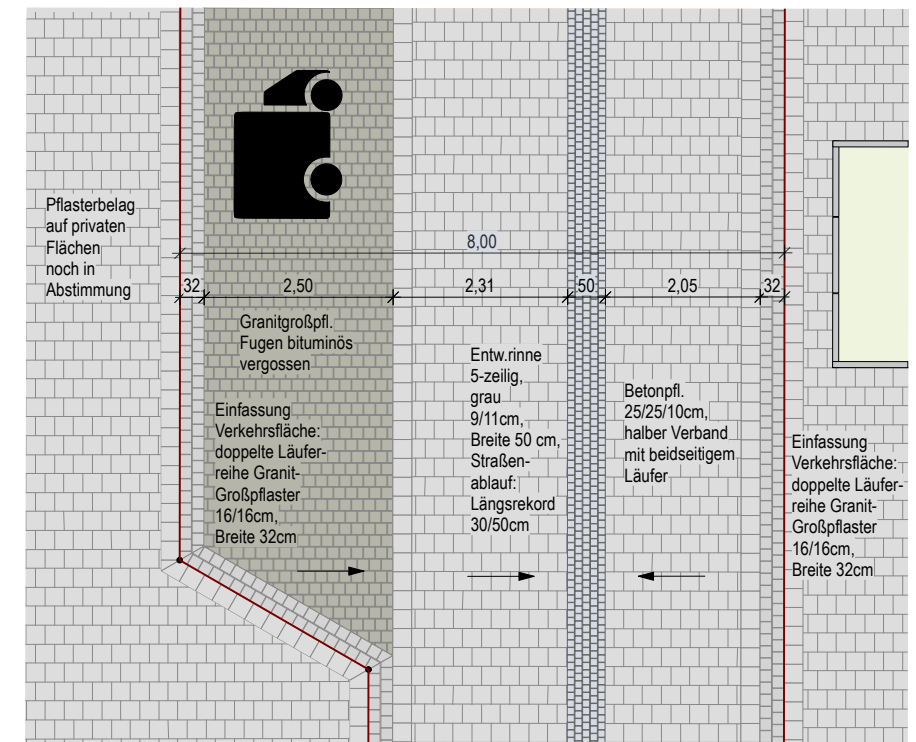 Pflasterbelag
auf privaten
Flächen
noch in
Abstimmung
8,00
32
2,50
2,31
50
2,05
32
Granitgroßpfl.
Fugen bituminös
vergossen
Einfassung
Verkehrsfläche:
doppelte Läufer-
reihe Granit-
Großpflaster
16/16cm,
Breite 32cm
Entw.rinne
5-zeilig,
grau
9/11cm,
Breite 50 cm,
Straßen-
ablauf:
Längsrekord
30/50cm
Betonpfl.
25/25/10cm,
halber Verband
mit beidseitigem
Läufer
Einfassung
Verkehrsfläche:
doppelte Läufer-
reihe Granit-
Großpflaster
16/16cm,
Breite 32cm